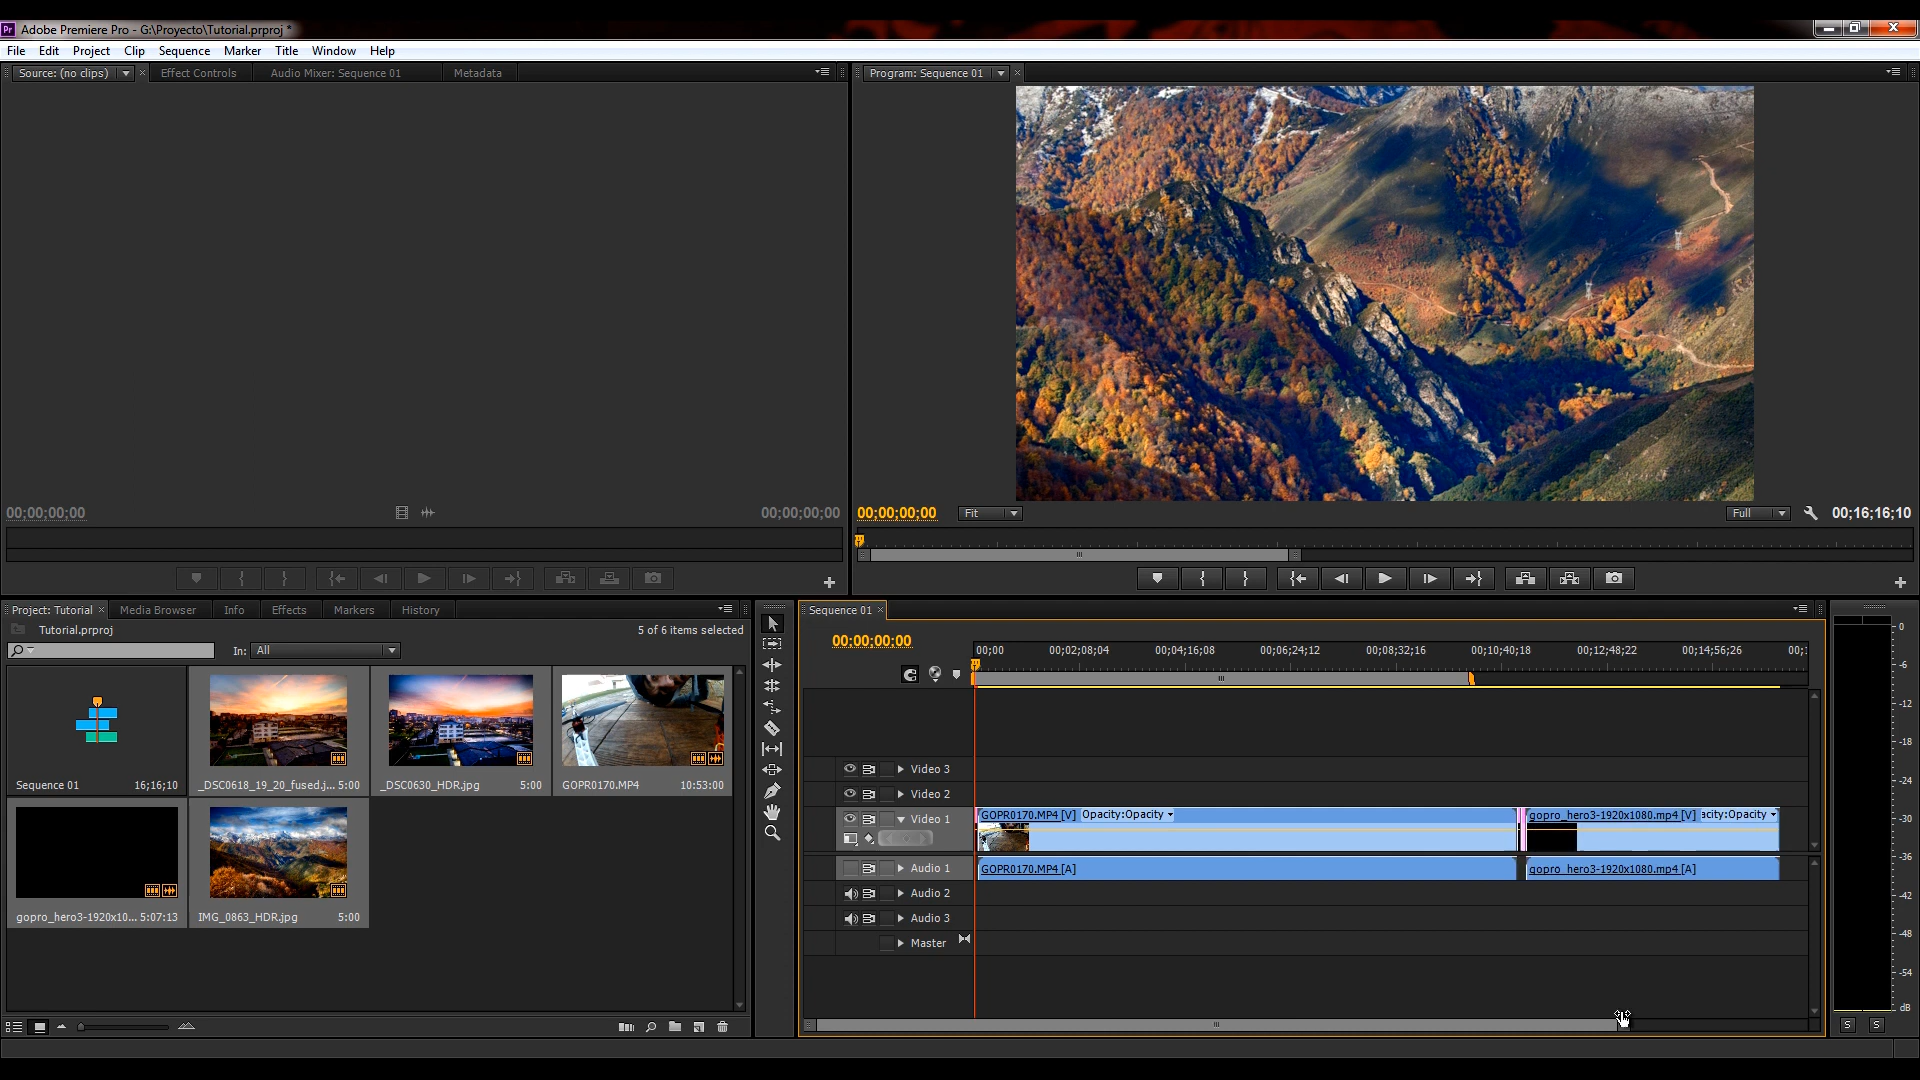 Pr Adobe Premiere Pro - G:\Proyecto\Tutorial.prproj *
File Edit Project Clip Sequence Marker Title Window Help
Source: (no clips) Effect Controls Audio Mixer: Sequence 01 Metadata
Program: Sequence 01
00;00;00;00 00;00;00;00
00;00;00;00 Fit Full 00;16;16;10
Project: Tutorial Media Browser Info Effects Markers History
Tutorial.prproj 5 of 6 items selected
In: All
Sequence 01 16;16;10
_DSC0618_19_20_fused.j... 5:00
_DSC0630_HDR.jpg 5:00
GOPR0170.MP4 10:53:00
gopro_hero3-1920x10... 5:07:13
IMG_0863_HDR.jpg 5:00
Sequence 01
00;00;00;00
00;00 00;02;08;04 00;04;16;08 00;06;24;12 00;08;32;16 00;10;40;18 00;12;48;22 00;14;56;26 00;1
Video 3
Video 2
Video 1
GOPR0170.MP4 [V] Opacity:Opacity
gopro_hero3-1920x1080.mp4 [V] acity:Opacity
Audio 1
GOPR0170.MP4 [A]
gopro_hero3-1920x1080.mp4 [A]
Audio 2
Audio 3
Master
0
-6
-12
-18
-24
-30
-36
-42
-48
-54
dB
S S